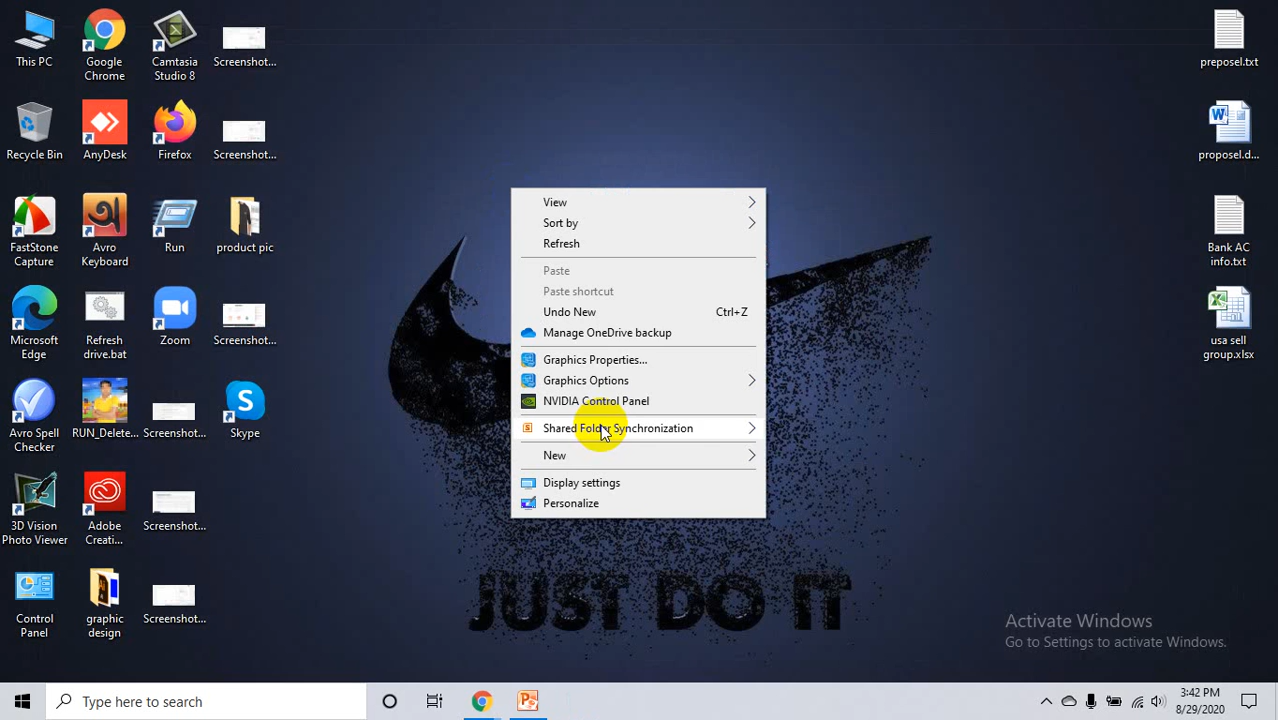 This PC
Google
Chrome
Camtasia
Studio 8
Screenshot...
Recycle Bin
AnyDesk
Firefox
Screenshot...
FastStone
Capture
Avro
Keyboard
Run
product pic
Microsoft
Edge
Refresh
drive.bat
Zoom
Screenshot...
Avro Spell
Checker
RUN_Delete...
Screenshot...
Skype
3D Vision
Photo Viewer
Adobe
Creati...
Screenshot...
Control
Panel
graphic
design
Screenshot...
View
Sort by
Refresh
Paste
Paste shortcut
Undo New Ctrl+Z
Manage OneDrive backup
Graphics Properties...
Graphics Options
NVIDIA Control Panel
Shared Folder Synchronization
New
Display settings
Personalize
JUST DO IT
preposel.txt
proposel.d...
Bank AC
info.txt
usa sell
group.xlsx
Activate Windows
Go to Settings to activate Windows.
Type here to search
3:42 PM
8/29/2020